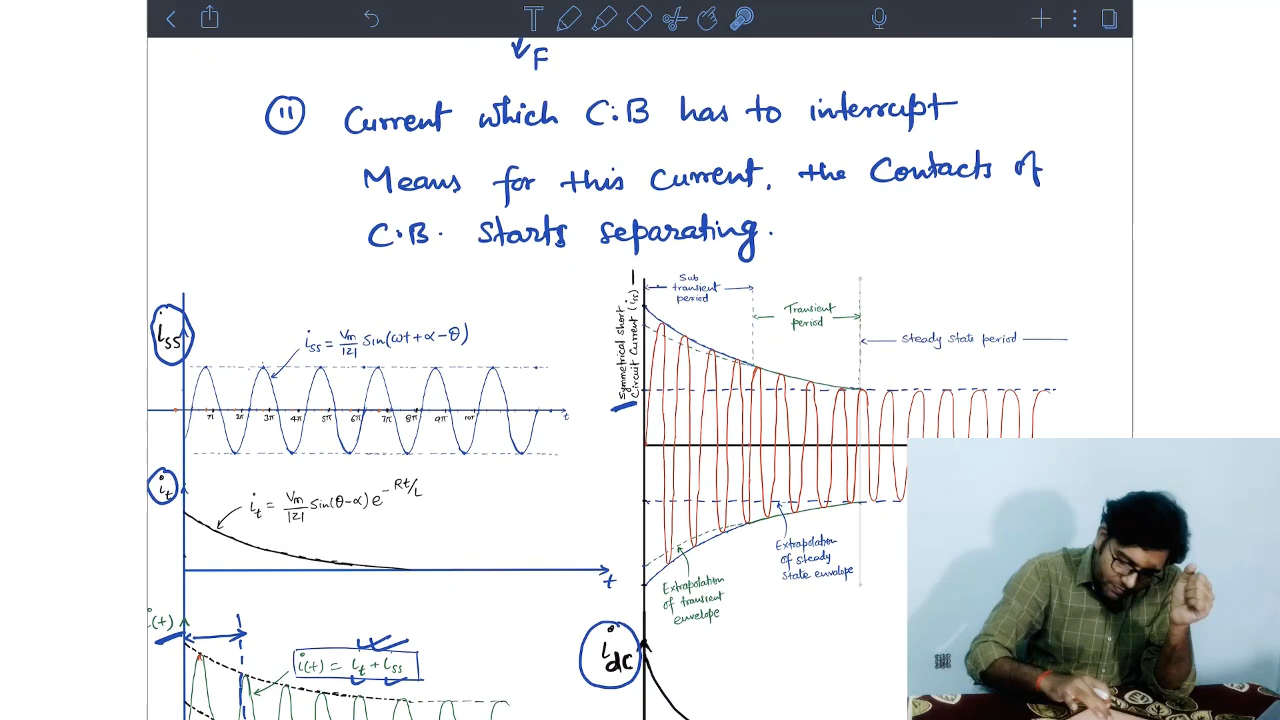 F
(11) Current which C.B has to interrupt
Means for this current, the Contacts of
C.B. starts separating.
iss
iss = Vm/|Z| sin(ωt+α-θ)
π 2π 3π 4π 5π 6π 7π 8π 9π 10π t
it
it = Vm/|Z| sin(θ-α) e^-Rt/L
t
i(t)
i(t) = it + iss
Symmetrical short
Circuit Current (iss)
Sub
transient
period
Transient
period
steady State period
Extrapolation
of steady
State envelope
Extrapolation
of transient
envelope
idc